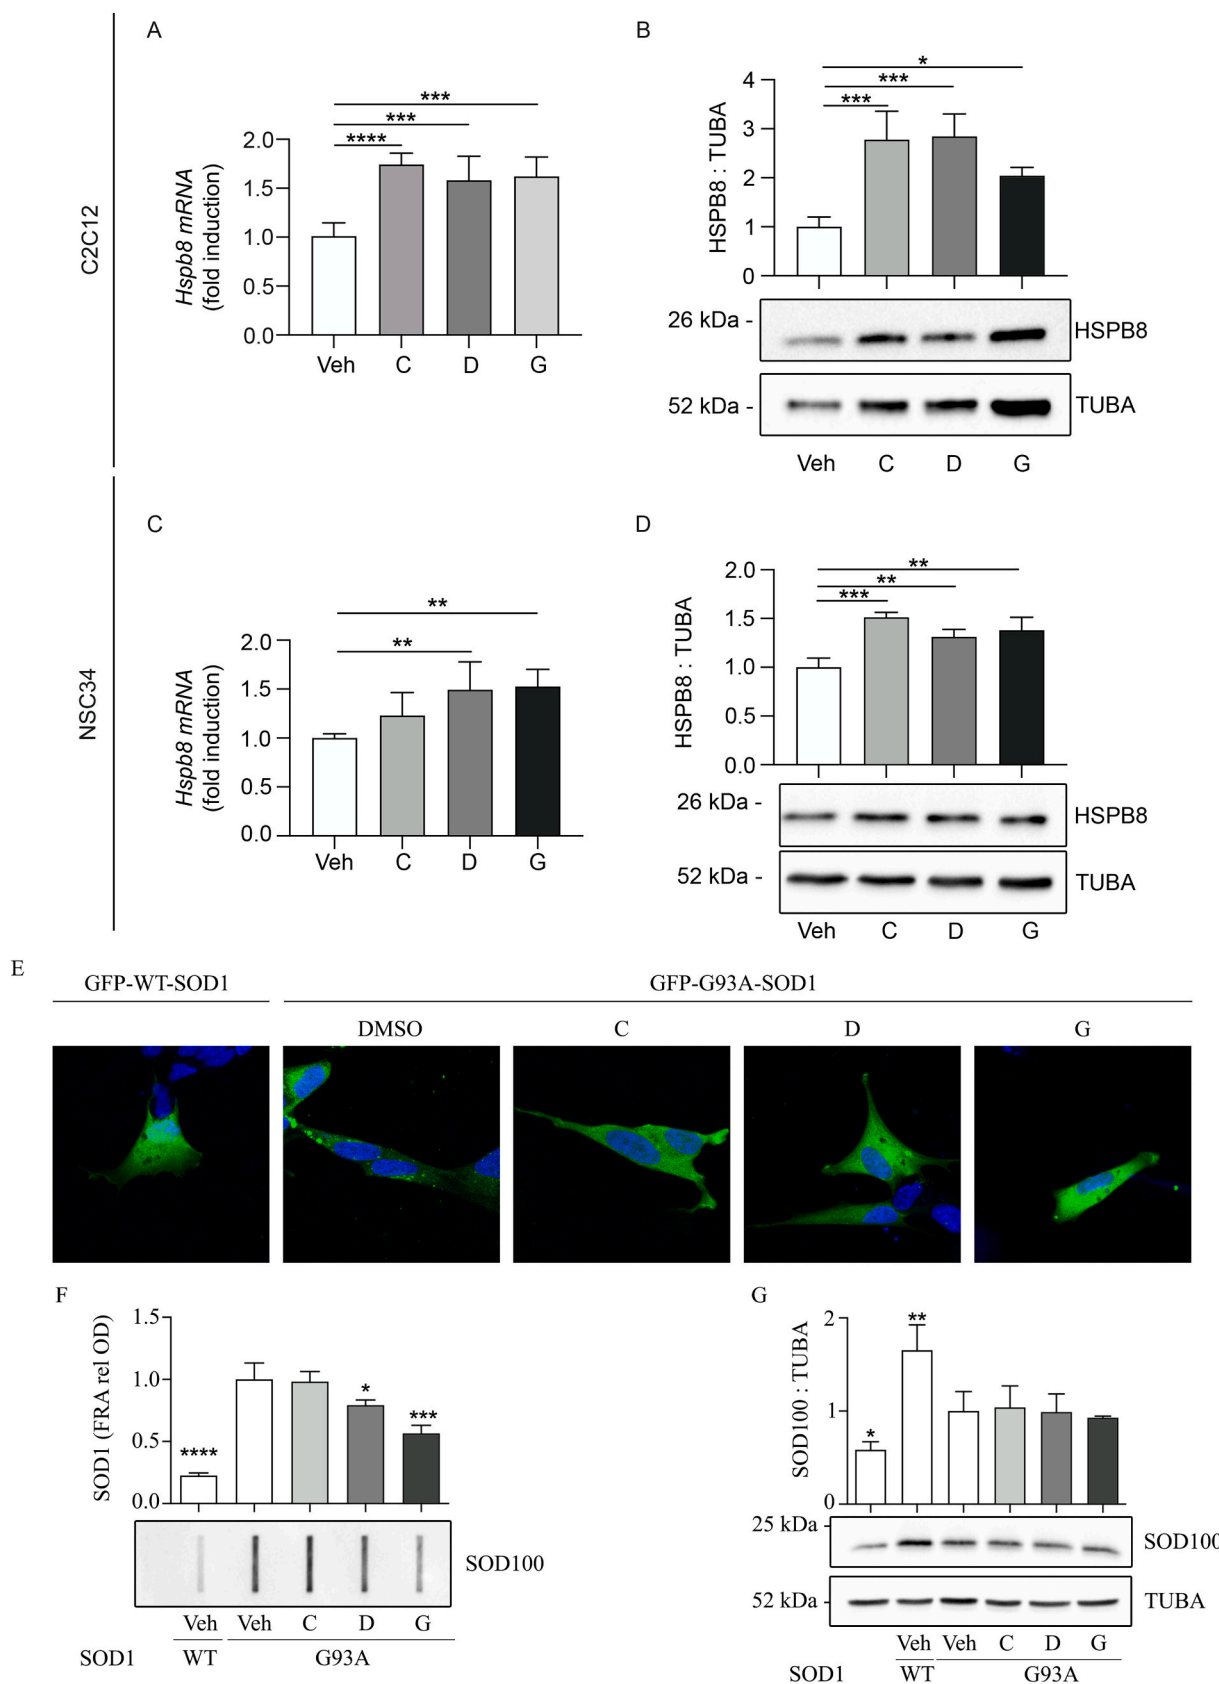 A
C2C12
Hspb8 mRNA
(fold induction)
2.0
1.5
1.0
0.5
0.0
***
***
****
Veh C D G
B
HSPB8 : TUBA
4
3
2
1
0
*
***
***
26 kDa -
HSPB8
52 kDa -
TUBA
Veh C D G
C
NSC34
Hspb8 mRNA
(fold induction)
2.0
1.5
1.0
0.5
0.0
**
**
Veh C D G
D
HSPB8 : TUBA
2.0
1.5
1.0
0.5
0.0
**
**
***
26 kDa -
HSPB8
52 kDa -
TUBA
Veh C D G
E
GFP-WT-SOD1
GFP-G93A-SOD1
DMSO C D G
F
SOD1 (FRA rel OD)
1.5
1.0
0.5
0.0
****
*
***
SOD100
Veh Veh C D G
SOD1 WT G93A
G
SOD100 : TUBA
2
1
0
*
**
25 kDa -
SOD100
52 kDa -
TUBA
Veh Veh C D G
SOD1 WT G93A